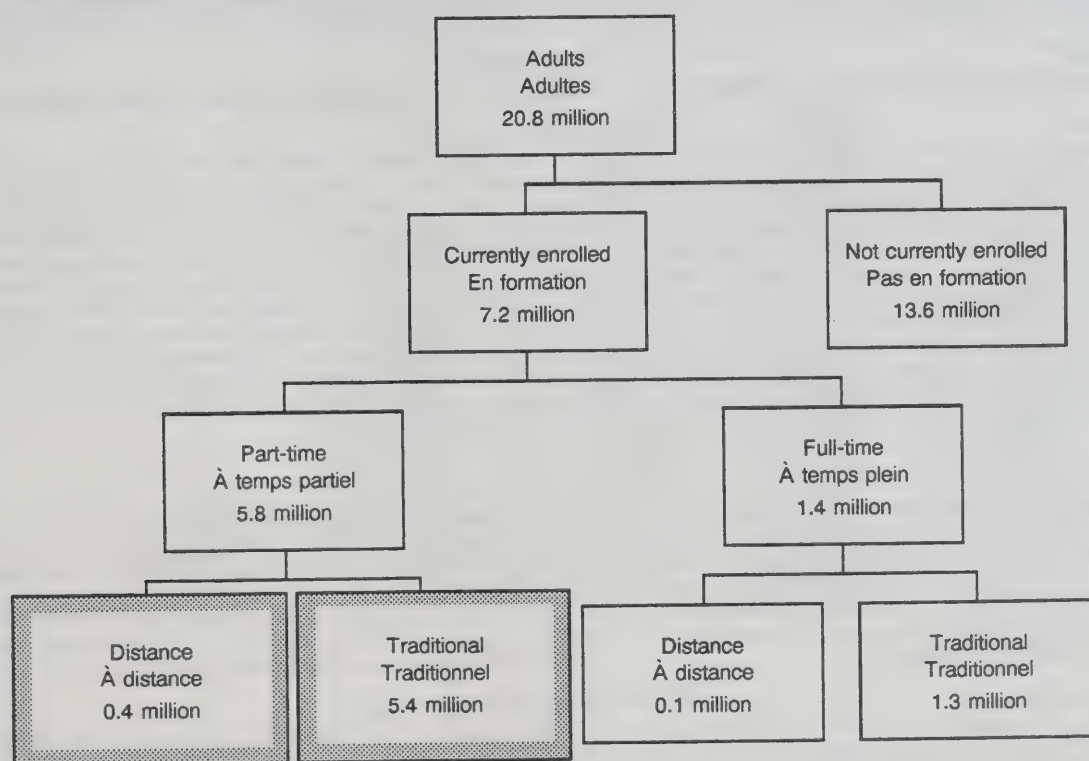 Adults
Adultes
20.8 million
Currently enrolled
En formation
7.2 million
Not currently enrolled
Pas en formation
13.6 million
Part-time
À temps partiel
5.8 million
Full-time
À temps plein
1.4 million
Distance
À distance
0.4 million
Traditional
Traditionnel
5.4 million
Distance
À distance
0.1 million
Traditional
Traditionnel
1.3 million